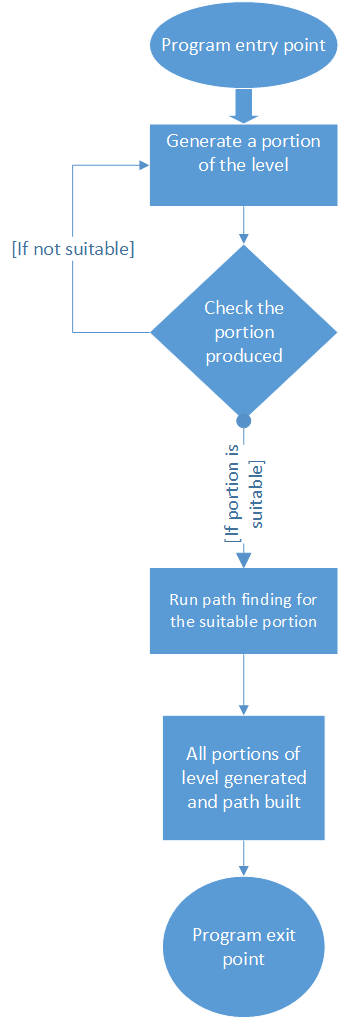 Program entry point
Generate a portion
of the level
[If not suitable]
Check the
portion
produced
[If portion is
suitable]
Run path finding for
the suitable portion
All portions of
level generated
and path built
Program exit
point